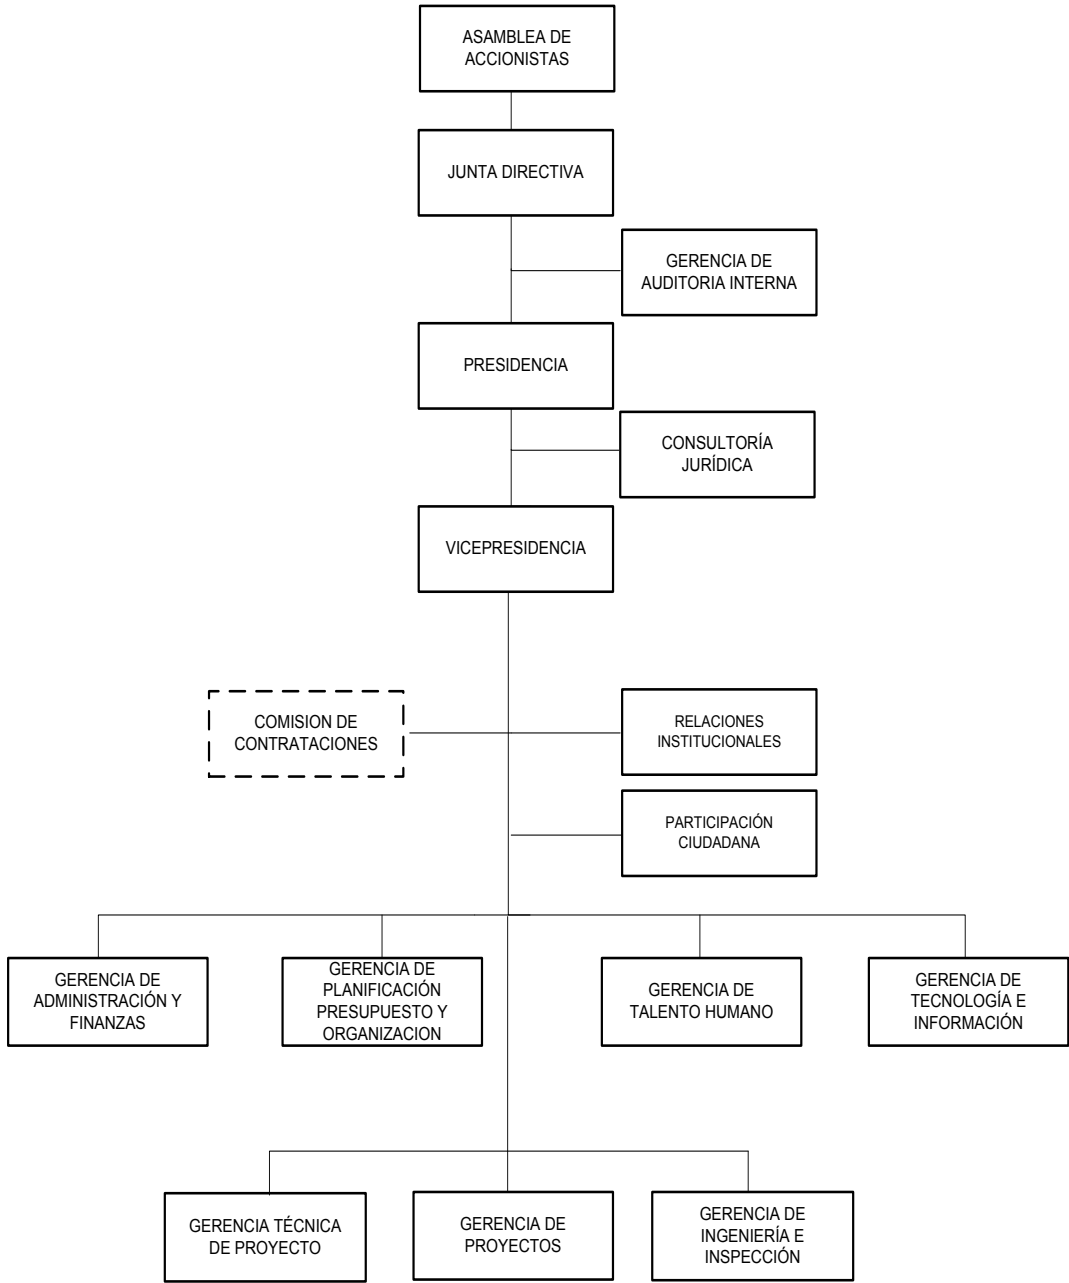 ASAMBLEA DE
ACCIONISTAS
JUNTA DIRECTIVA
GERENCIA DE
AUDITORIA INTERNA
PRESIDENCIA
CONSULTORÍA
JURÍDICA
VICEPRESIDENCIA
COMISION DE
CONTRATACIONES
RELACIONES
INSTITUCIONALES
PARTICIPACIÓN
CIUDADANA
GERENCIA DE
ADMINISTRACIÓN Y
FINANZAS
GERENCIA DE
PLANIFICACIÓN
PRESUPUESTO Y
ORGANIZACION
GERENCIA DE
TALENTO HUMANO
GERENCIA DE
TECNOLOGÍA E
INFORMACIÓN
GERENCIA TÉCNICA
DE PROYECTO
GERENCIA DE
PROYECTOS
GERENCIA DE
INGENIERÍA E
INSPECCIÓN